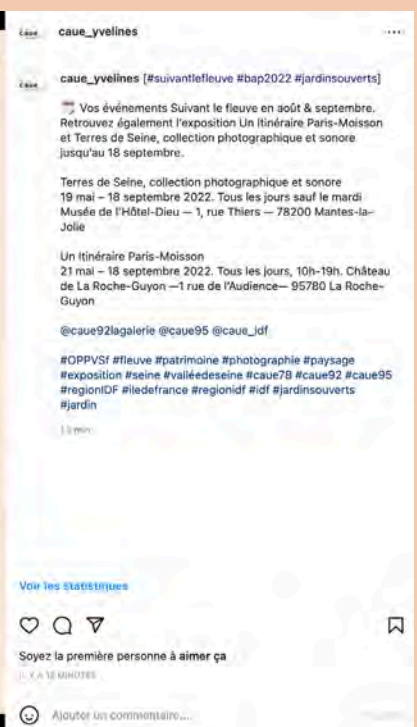 caue caue_yvelines
caue caue_yvelines [#suivantlefleuve #bap2022 #jardinsouverts]
Vos événements Suivant le fleuve en août & septembre.
Retrouvez également l'exposition Un Itinéraire Paris-Moisson
et Terres de Seine, collection photographique et sonore
jusqu'au 18 septembre.
Terres de Seine, collection photographique et sonore
19 mai – 18 septembre 2022. Tous les jours sauf le mardi
Musée de l'Hôtel-Dieu — 1, rue Thiers — 78200 Mantes-la-
Jolie
Un Itinéraire Paris-Moisson
21 mai – 18 septembre 2022. Tous les jours, 10h-19h. Château
de La Roche-Guyon —1 rue de l'Audience— 95780 La Roche-
Guyon
@caue92lagalerie @caue95 @caue_idf
#OPPVSf #fleuve #patrimoine #photographie #paysage
#exposition #seine #valléedeseine #caue78 #caue92 #caue95
#regionIDF #iledefrance #regionidf #idf #jardinsouverts
#jardin
min
Voir les statistiques
Soyez la première personne à aimer ça
IL Y A 13 MINUTES
Ajouter un commentaire...